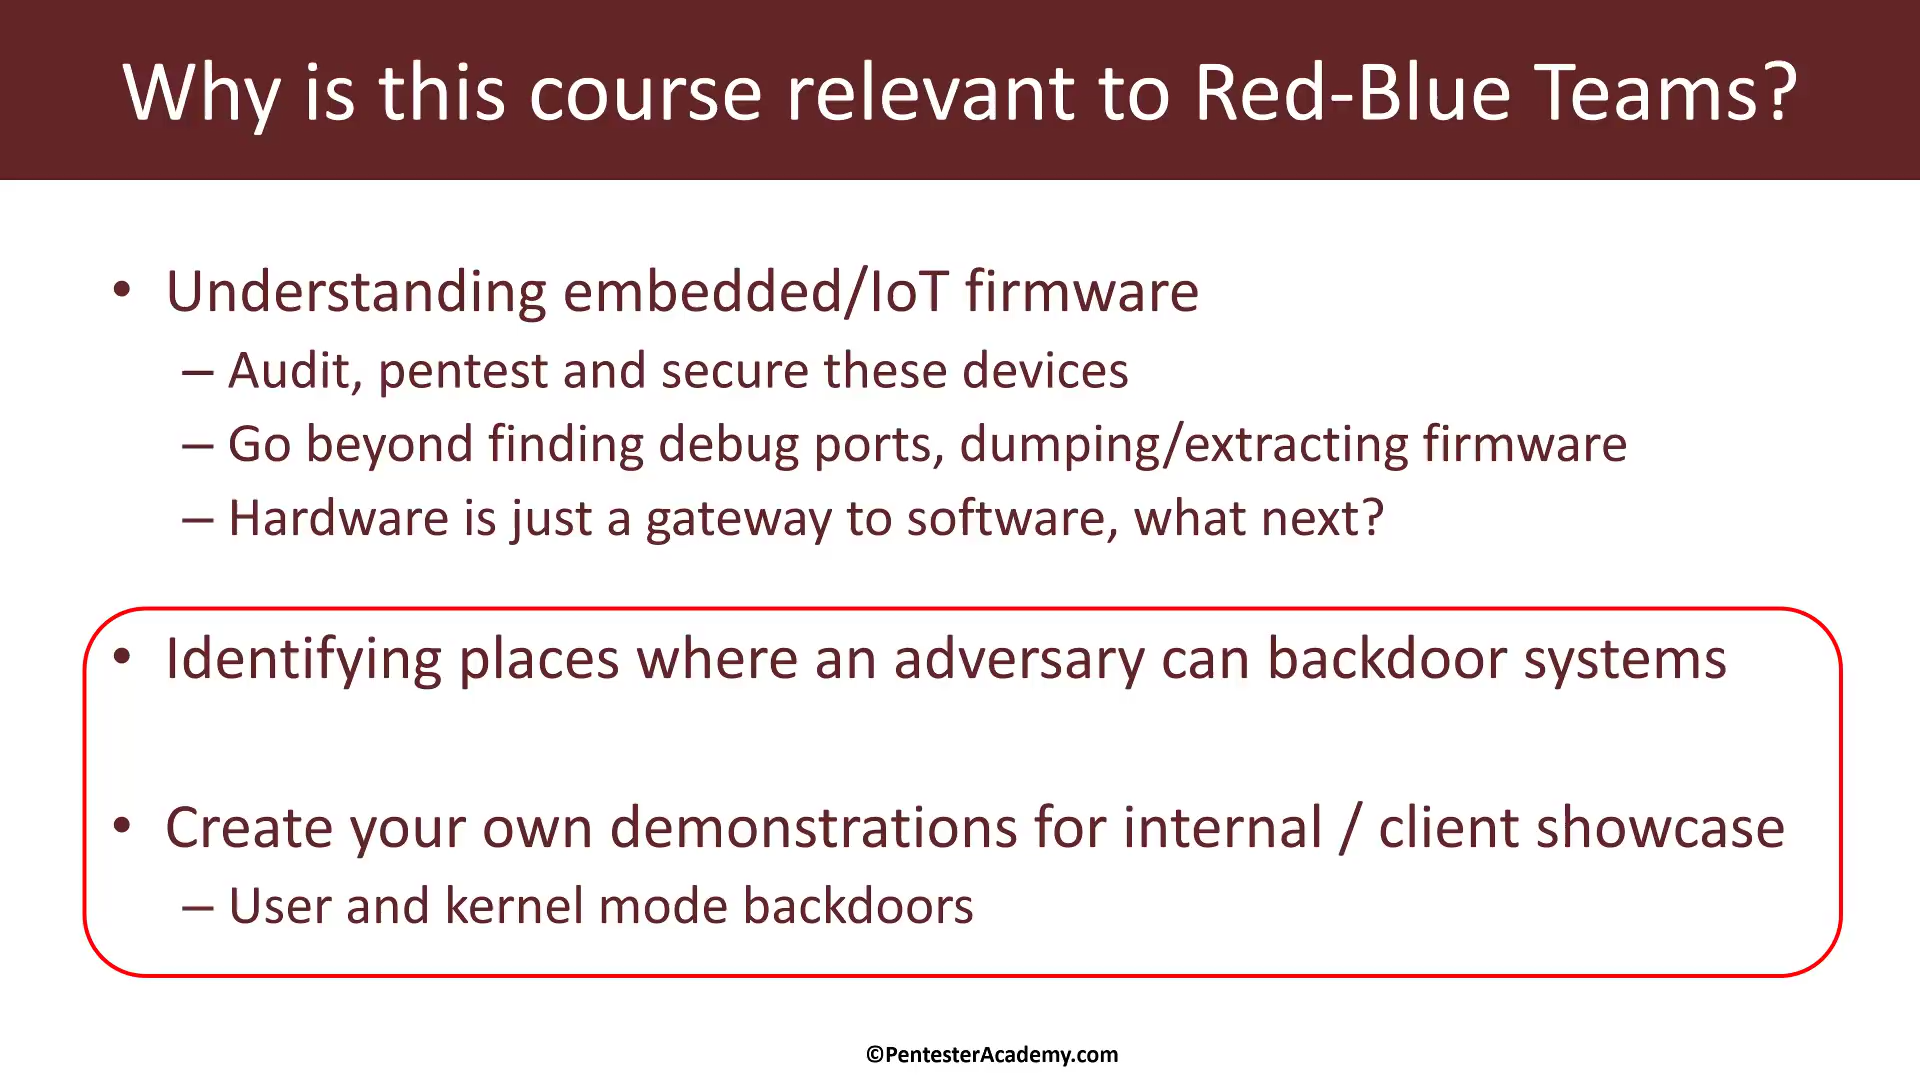 Why is this course relevant to Red-Blue Teams?
• Understanding embedded/IoT firmware
– Audit, pentest and secure these devices
– Go beyond finding debug ports, dumping/extracting firmware
– Hardware is just a gateway to software, what next?
• Identifying places where an adversary can backdoor systems
• Create your own demonstrations for internal / client showcase
– User and kernel mode backdoors
©PentesterAcademy.com